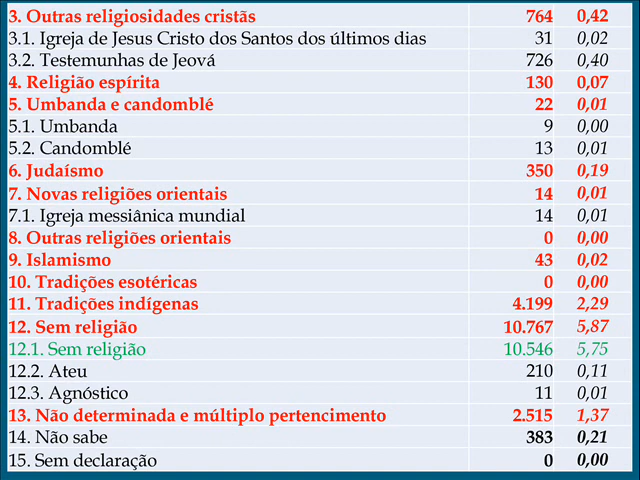 3. Outras religiosidades cristãs 764 0,42
3.1. Igreja de Jesus Cristo dos Santos dos últimos dias 31 0,02
3.2. Testemunhas de Jeová 726 0,40
4. Religião espírita 130 0,07
5. Umbanda e candomblé 22 0,01
5.1. Umbanda 9 0,00
5.2. Candomblé 13 0,01
6. Judaísmo 350 0,19
7. Novas religiões orientais 14 0,01
7.1. Igreja messiânica mundial 14 0,01
8. Outras religiões orientais 0 0,00
9. Islamismo 43 0,02
10. Tradições esotéricas 0 0,00
11. Tradições indígenas 4.199 2,29
12. Sem religião 10.767 5,87
12.1. Sem religião 10.546 5,75
12.2. Ateu 210 0,11
12.3. Agnóstico 11 0,01
13. Não determinada e múltiplo pertencimento 2.515 1,37
14. Não sabe 383 0,21
15. Sem declaração 0 0,00